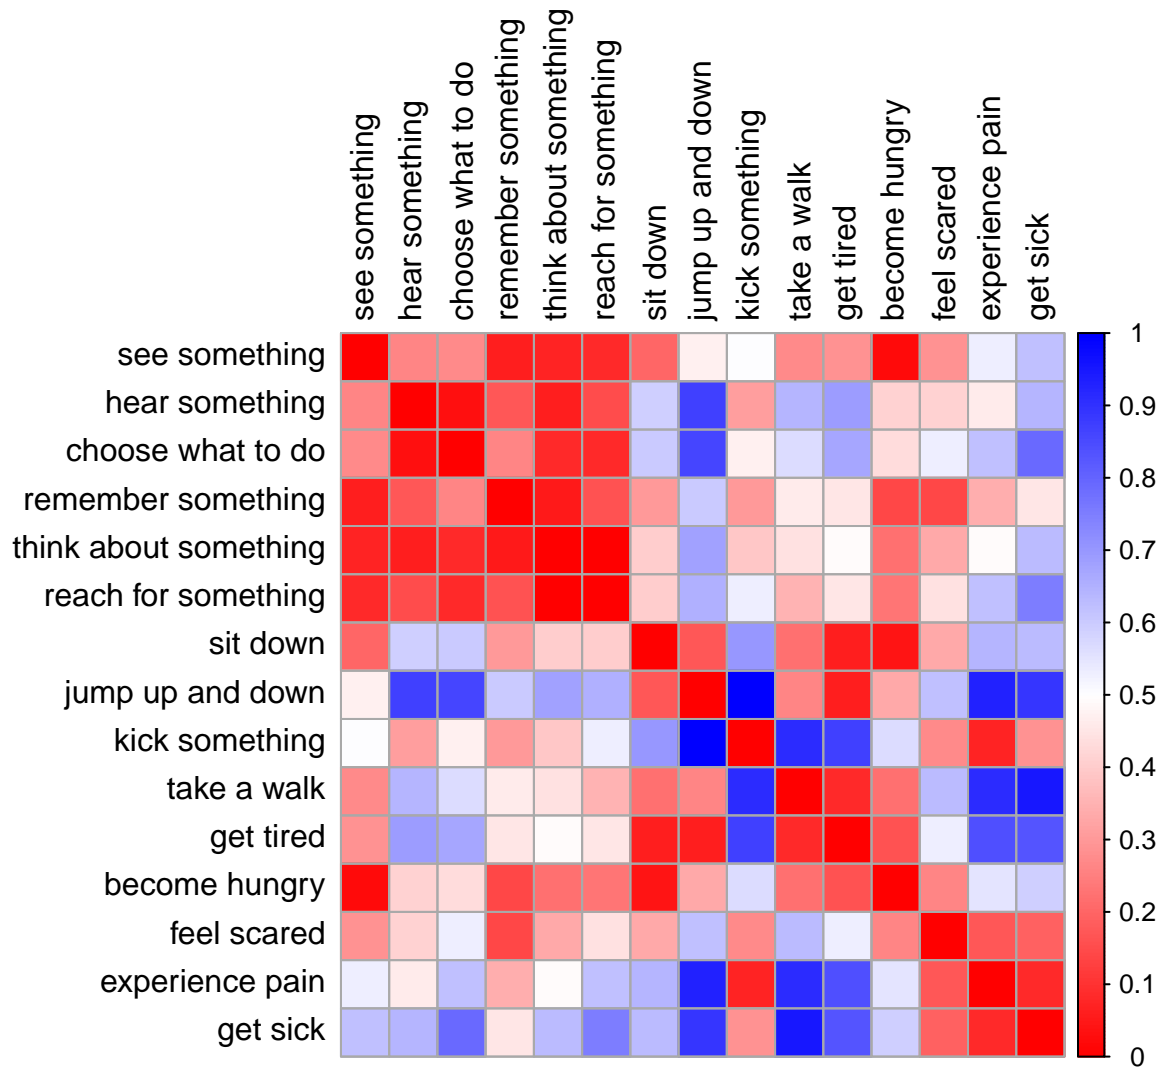 see something
hear something
choose what to do
remember something
think about something
reach for something
sit down
jump up and down
kick something
take a walk
get tired
become hungry
feel scared
experience pain
get sick
see something
hear something
choose what to do
remember something
think about something
reach for something
sit down
jump up and down
kick something
take a walk
get tired
become hungry
feel scared
experience pain
get sick
1
0.9
0.8
0.7
0.6
0.5
0.4
0.3
0.2
0.1
0